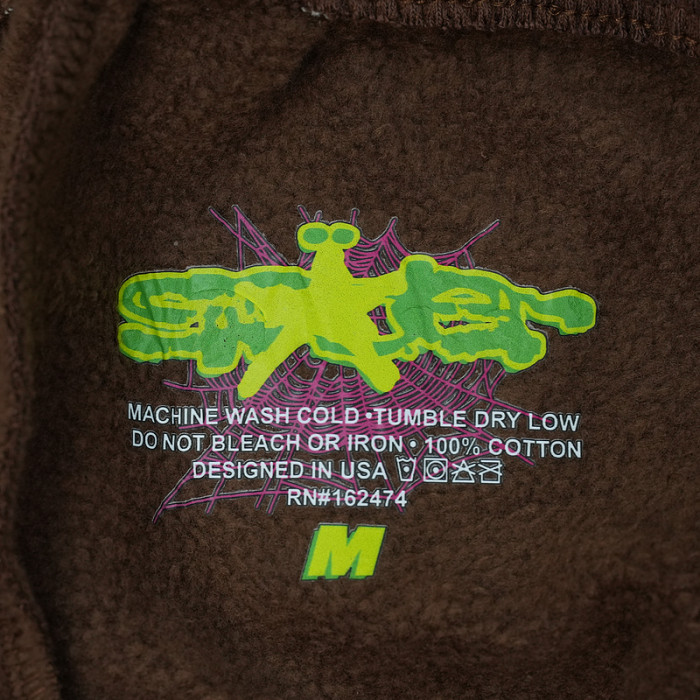 MACHINE WASH COLD •TUMBLE DRY LOW
DO NOT BLEACH OR IRON • 100% COTTON
DESIGNED IN USA
RN#162474
M